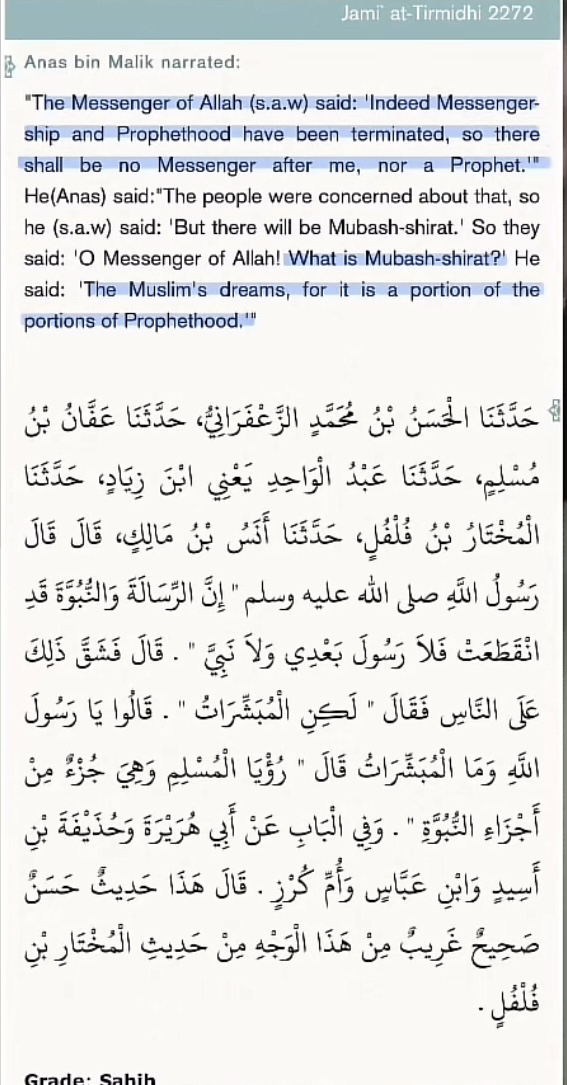 Jami` at-Tirmidhi 2272
Anas bin Malik narrated:
"The Messenger of Allah (s.a.w) said: 'Indeed Messenger-
ship and Prophethood have been terminated, so there
shall be no Messenger after me, nor a Prophet.'"
He(Anas) said:"The people were concerned about that, so
he (s.a.w) said: 'But there will be Mubash-shirat.' So they
said: 'O Messenger of Allah! What is Mubash-shirat?' He
said: 'The Muslim's dreams, for it is a portion of the
portions of Prophethood.'"
حَدَّثَنَا الْحَسَنُ بْنُ مُحَمَّدٍ الزَّعْفَرَانِيُّ، حَدَّثَنَا عَفَّانُ بْنُ
مُسْلِمٍ، حَدَّثَنَا عَبْدُ الْوَاحِدِ يَعْنِي ابْنَ زِيَادٍ، حَدَّثَنَا
الْمُخْتَارُ بْنُ فُلْفُلٍ، حَدَّثَنَا أَنَسُ بْنُ مَالِكٍ، قَالَ قَالَ
رَسُولُ اللَّهِ صلى الله عليه وسلم " إِنَّ الرِّسَالَةَ وَالنُّبُوَّةَ قَدِ
انْقَطَعَتْ فَلاَ رَسُولَ بَعْدِي وَلاَ نَبِيَّ " . قَالَ فَشَقَّ ذَلِكَ
عَلَى النَّاسِ فَقَالَ " لَكِنِ الْمُبَشِّرَاتُ " . قَالُوا يَا رَسُولَ
اللَّهِ وَمَا الْمُبَشِّرَاتُ قَالَ " رُؤْيَا الْمُسْلِمِ وَهِيَ جُزْءٌ مِنْ
أَجْزَاءِ النُّبُوَّةِ " . وَفِي الْبَابِ عَنْ أَبِي هُرَيْرَةَ وَحُذَيْفَةَ بْنِ
أَسِيدٍ وَابْنِ عَبَّاسٍ وَأُمِّ كُرْزٍ . قَالَ هَذَا حَدِيثٌ حَسَنٌ
صَحِيحٌ غَرِيبٌ مِنْ هَذَا الْوَجْهِ مِنْ حَدِيثِ الْمُخْتَارِ بْنِ
فُلْفُلٍ .
Grade: Sahih